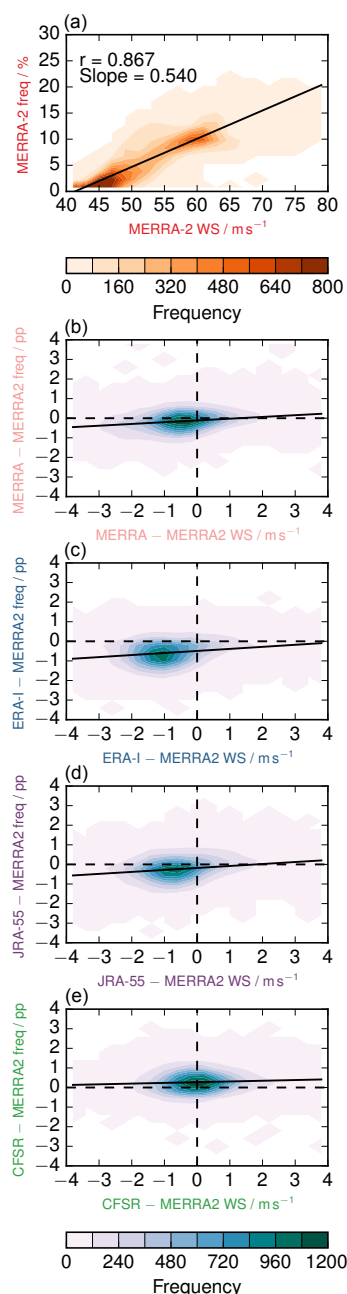 (a)
30
25
20
15
10
5
0
MERRA-2 freq / %
r = 0.867
Slope = 0.540
40 45 50 55 60 65 70 75 80
MERRA-2 WS / ms⁻¹
0 160 320 480 640 800
Frequency
(b)
4
3
2
1
0
−1
−2
−3
−4
MERRA − MERRA2 freq / pp
−4 −3 −2 −1 0 1 2 3 4
MERRA − MERRA2 WS / ms⁻¹
(c)
4
3
2
1
0
−1
−2
−3
−4
ERA-I − MERRA2 freq / pp
−4 −3 −2 −1 0 1 2 3 4
ERA-I − MERRA2 WS / ms⁻¹
(d)
4
3
2
1
0
−1
−2
−3
−4
JRA-55 − MERRA2 freq / pp
−4 −3 −2 −1 0 1 2 3 4
JRA-55 − MERRA2 WS / ms⁻¹
(e)
4
3
2
1
0
−1
−2
−3
−4
CFSR − MERRA2 freq / pp
−4 −3 −2 −1 0 1 2 3 4
CFSR − MERRA2 WS / ms⁻¹
0 240 480 720 960 1200
Frequency